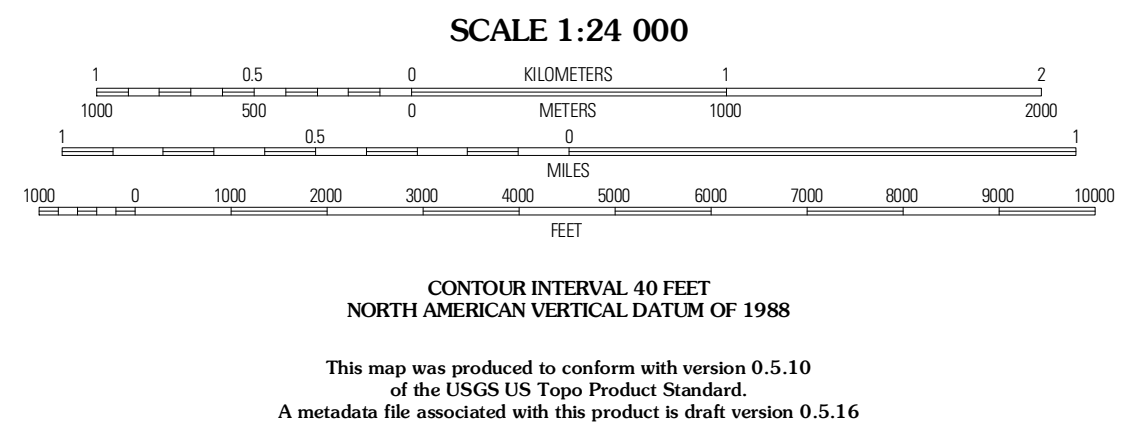 SCALE 1:24 000
1 0.5 0 KILOMETERS 1 2
1000 500 0 METERS 1000 2000
1 0.5 0 1
MILES
1000 0 1000 2000 3000 4000 5000 6000 7000 8000 9000 10000
FEET
CONTOUR INTERVAL 40 FEET
NORTH AMERICAN VERTICAL DATUM OF 1988
This map was produced to conform with version 0.5.10
of the USGS US Topo Product Standard.
A metadata file associated with this product is draft version 0.5.16